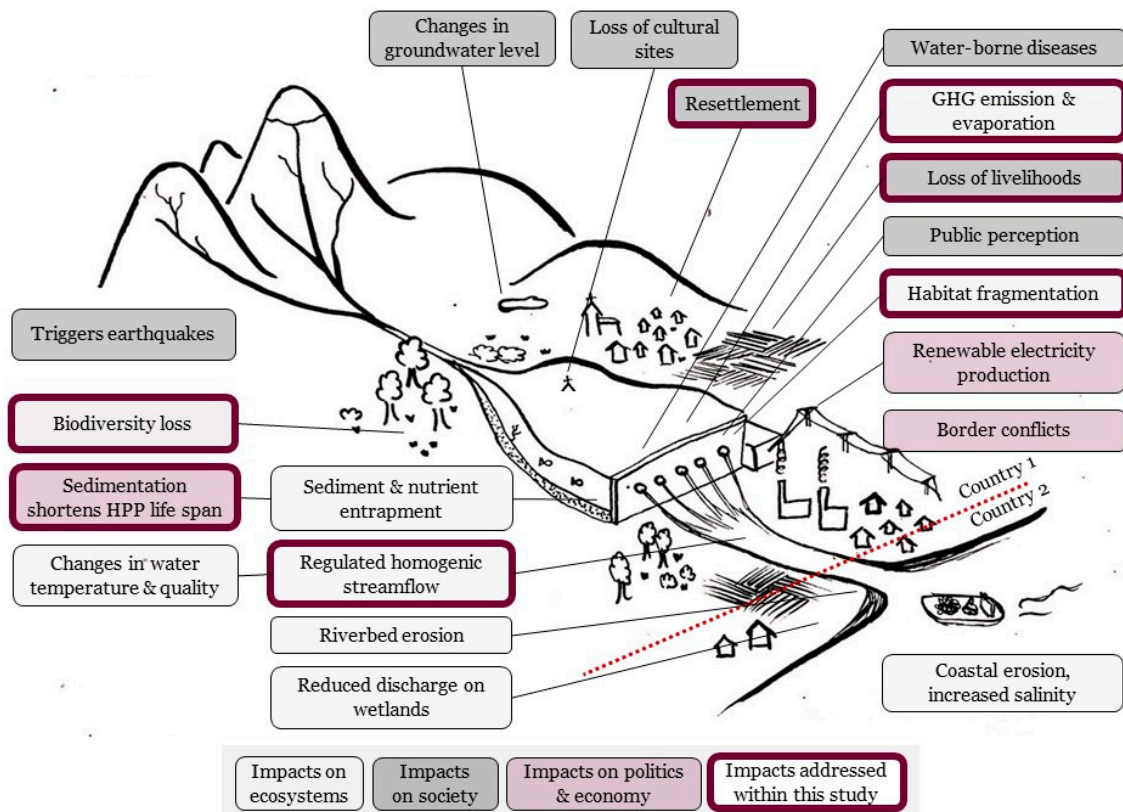 Changes in
groundwater level
Loss of cultural
sites
Resettlement
Water-borne diseases
GHG emission &
evaporation
Loss of livelihoods
Public perception
Habitat fragmentation
Renewable electricity
production
Border conflicts
Triggers earthquakes
Biodiversity loss
Sedimentation
shortens HPP life span
Sediment & nutrient
entrapment
Changes in water
temperature & quality
Regulated homogenic
streamflow
Riverbed erosion
Reduced discharge on
wetlands
Country 1
Country 2
Coastal erosion,
increased salinity
Impacts on
ecosystems
Impacts
on society
Impacts on politics
& economy
Impacts addressed
within this study